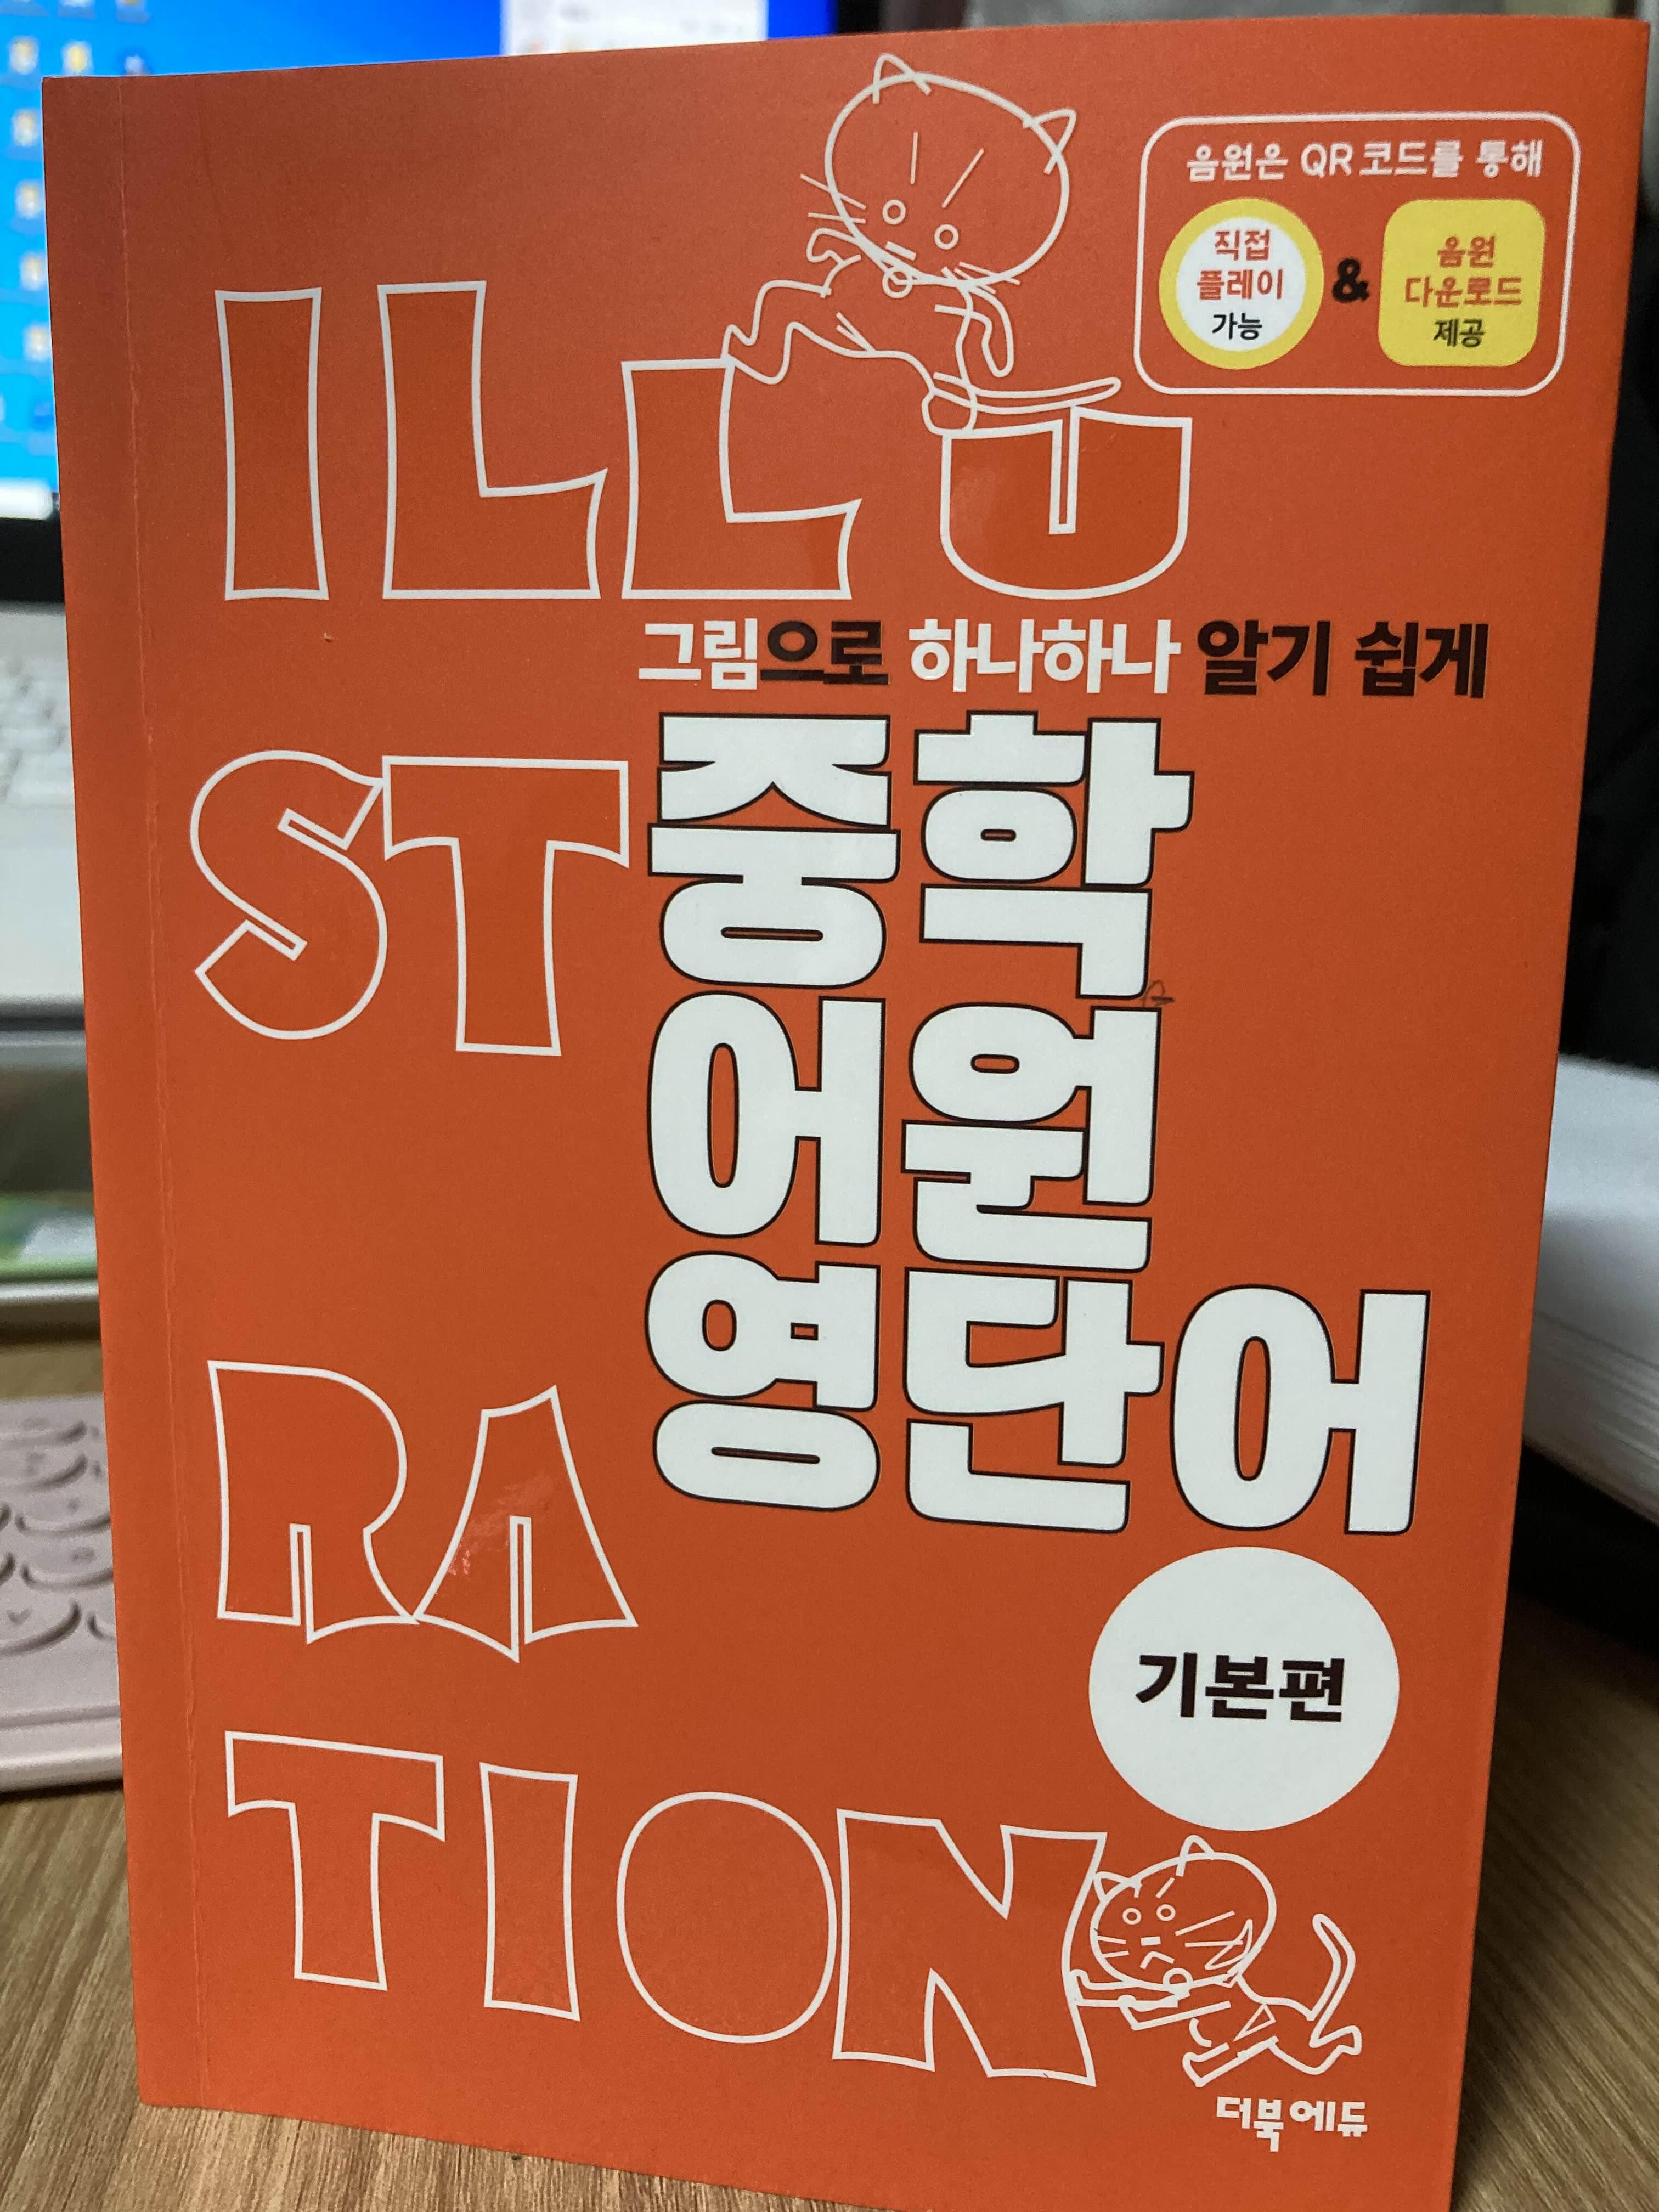 음원은 QR코드를 통해
직접
플레이
가능
&
음원
다운로드
제공
ILLU
그림으로 하나하나 알기 쉽게
ST
중학
어원
영단어
RA
기본편
TION
더북에듀